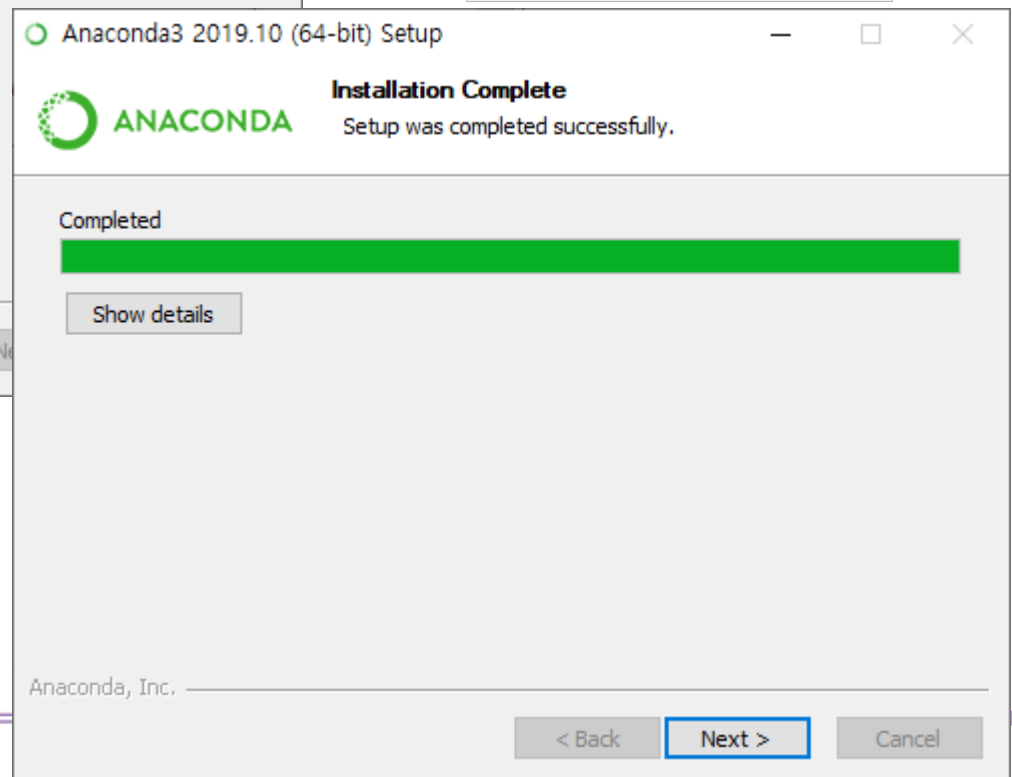 Anaconda3 2019.10 (64-bit) Setup
ANACONDA
Installation Complete
Setup was completed successfully.
Completed
Show details
Anaconda, Inc.
< Back
Next >
Cancel